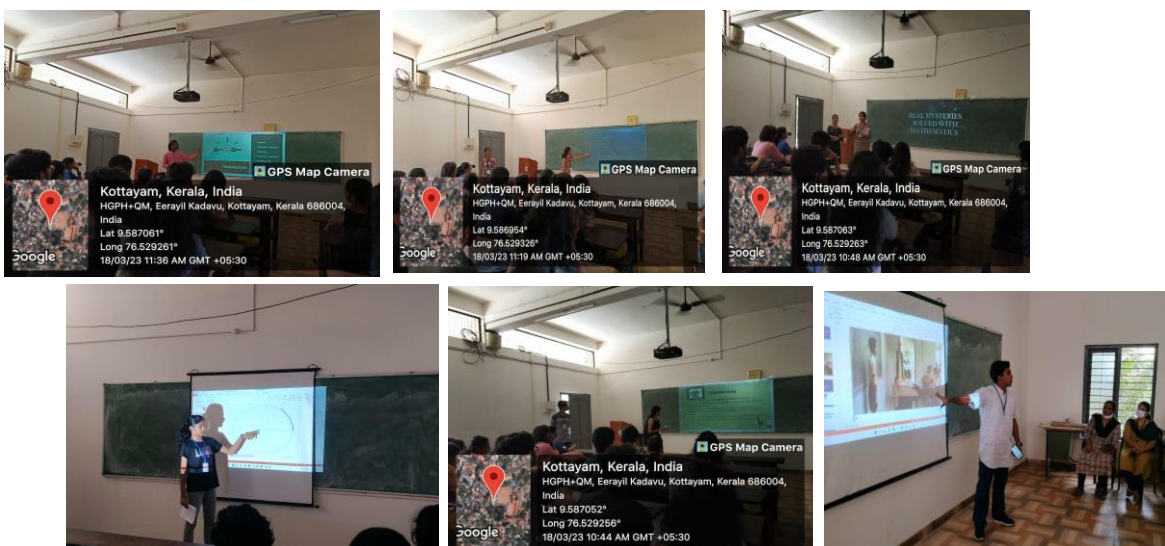 GPS Map Camera
Kottayam, Kerala, India
HGPH+QM, Eerayil Kadavu, Kottayam, Kerala 686004,
India
Lat 9.587061°
Long 76.529261°
18/03/23 11:36 AM GMT +05:30
Google
GPS Map Camera
Kottayam, Kerala, India
HGPH+QM, Eerayil Kadavu, Kottayam, Kerala 686004,
India
Lat 9.586954°
Long 76.529326°
18/03/23 11:19 AM GMT +05:30
Google
REAL MYSTERIES
SOLVED WITH
MATHEMATICS
GPS Map Camera
Kottayam, Kerala, India
HGPH+QM, Eerayil Kadavu, Kottayam, Kerala 686004,
India
Lat 9.587063°
Long 76.529263°
18/03/23 10:48 AM GMT +05:30
Google
GPS Map Camera
Kottayam, Kerala, India
HGPH+QM, Eerayil Kadavu, Kottayam, Kerala 686004,
India
Lat 9.587052°
Long 76.529256°
18/03/23 10:44 AM GMT +05:30
Google